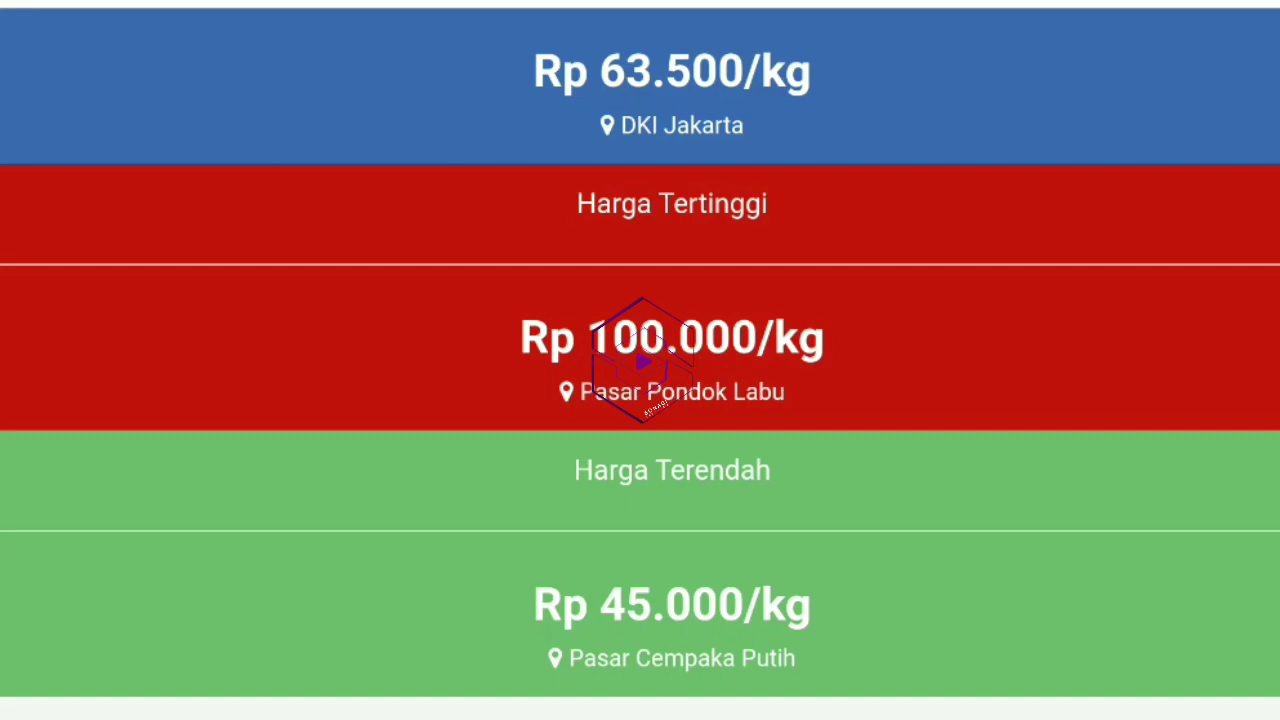 Rp 63.500/kg
DKI Jakarta
Harga Tertinggi
Rp 100.000/kg
Pasar Pondok Labu
Harga Terendah
Rp 45.000/kg
Pasar Cempaka Putih